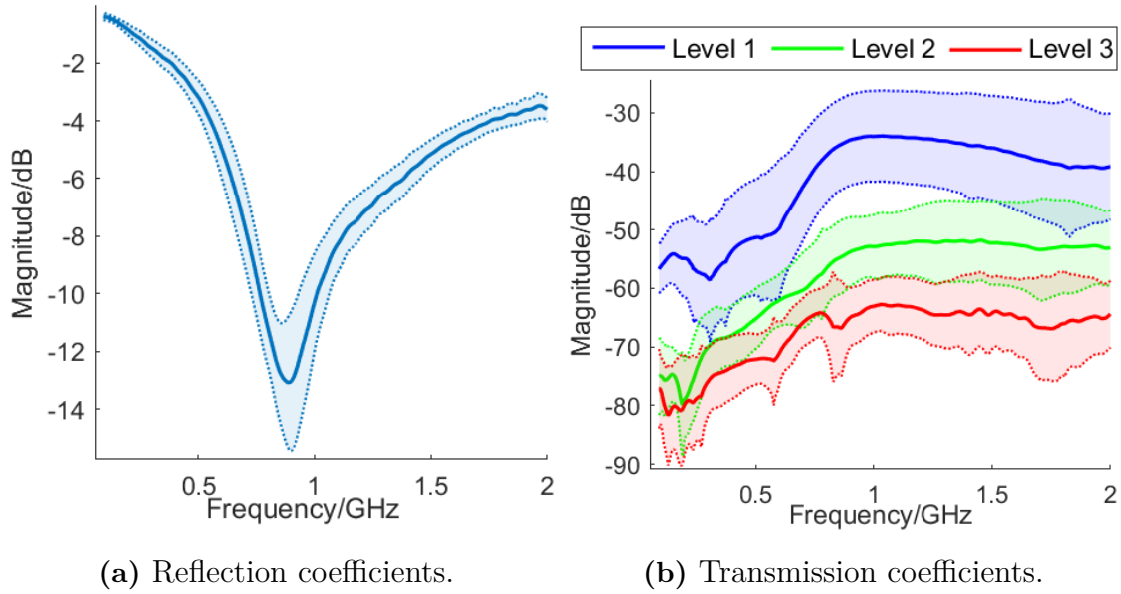 -2
-4
-6
-8
-10
-12
-14
Magnitude/dB
0.5 1 1.5 2
Frequency/GHz
(a) Reflection coefficients.
Level 1 Level 2 Level 3
-30
-40
-50
-60
-70
-80
-90
Magnitude/dB
0.5 1 1.5 2
Frequency/GHz
(b) Transmission coefficients.